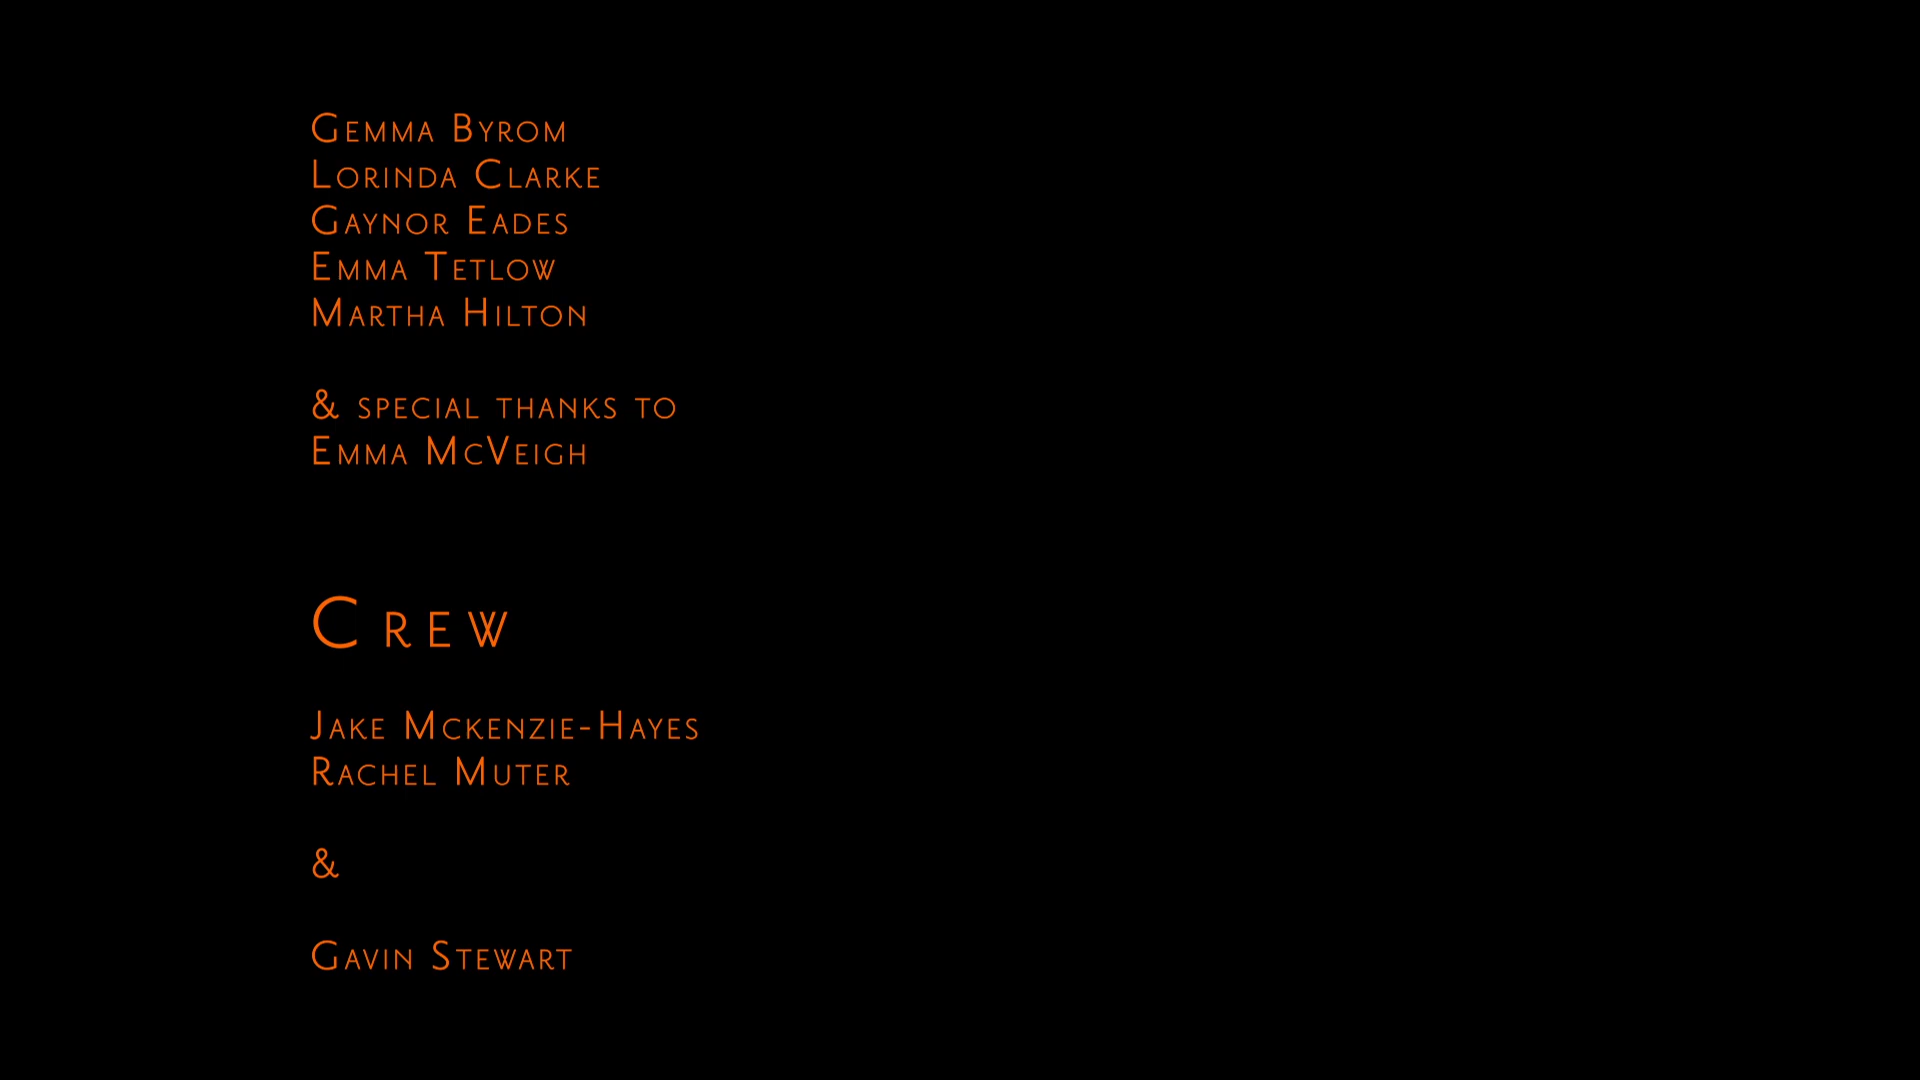 Gemma Byrom
Lorinda Clarke
Gaynor Eades
Emma Tetlow
Martha Hilton
& special thanks to
Emma McVeigh
Crew
Jake Mckenzie-Hayes
Rachel Muter
&
Gavin Stewart